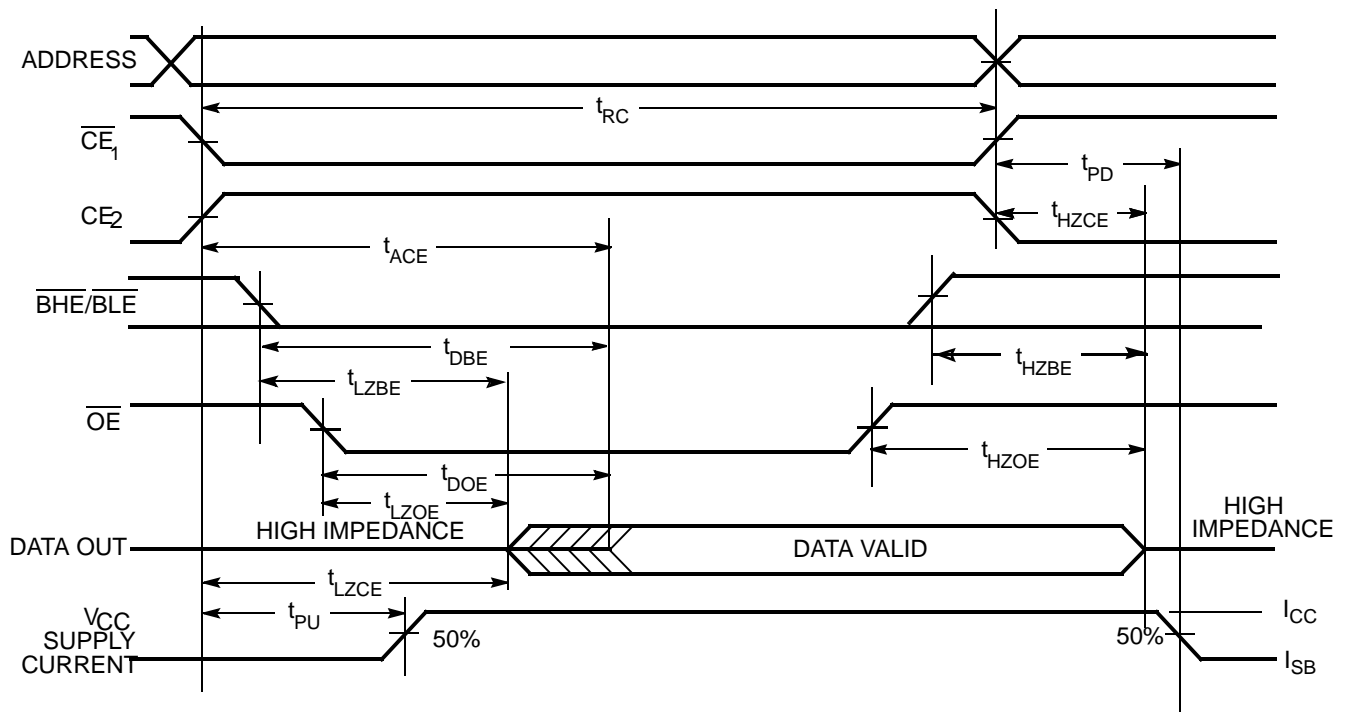 ADDRESS
tRC
CE1
tPD
CE2
tHZCE
tACE
BHE/BLE
tDBE
tHZBE
tLZBE
OE
tHZOE
tDOE
tLZOE
HIGH IMPEDANCE
HIGH
IMPEDANCE
DATA OUT
DATA VALID
tLZCE
tPU
VCC
SUPPLY
CURRENT
50%
50%
ICC
ISB